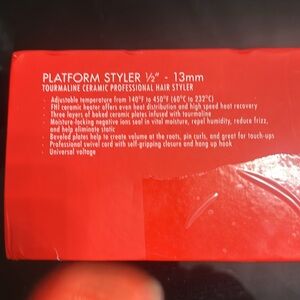 PLATFORM STYLER ½" - 13mm
TOURMALINE CERAMIC PROFESSIONAL HAIR STYLER
- Adjustable temperature from 140°F to 450°F (60°C to 232°C)
- FHI ceramic heater offers even heat distribution and high speed heat recovery
- Three layers of baked ceramic plates infused with tourmaline
- Moisture-locking negative ions seal in vital moisture, repel humidity, reduce frizz,
and help eliminate static
- Beveled plates help to create volume at the roots, pin curls, and great for touch-ups
- Professional swivel cord with self-gripping closure and hang up hook
- Universal voltage